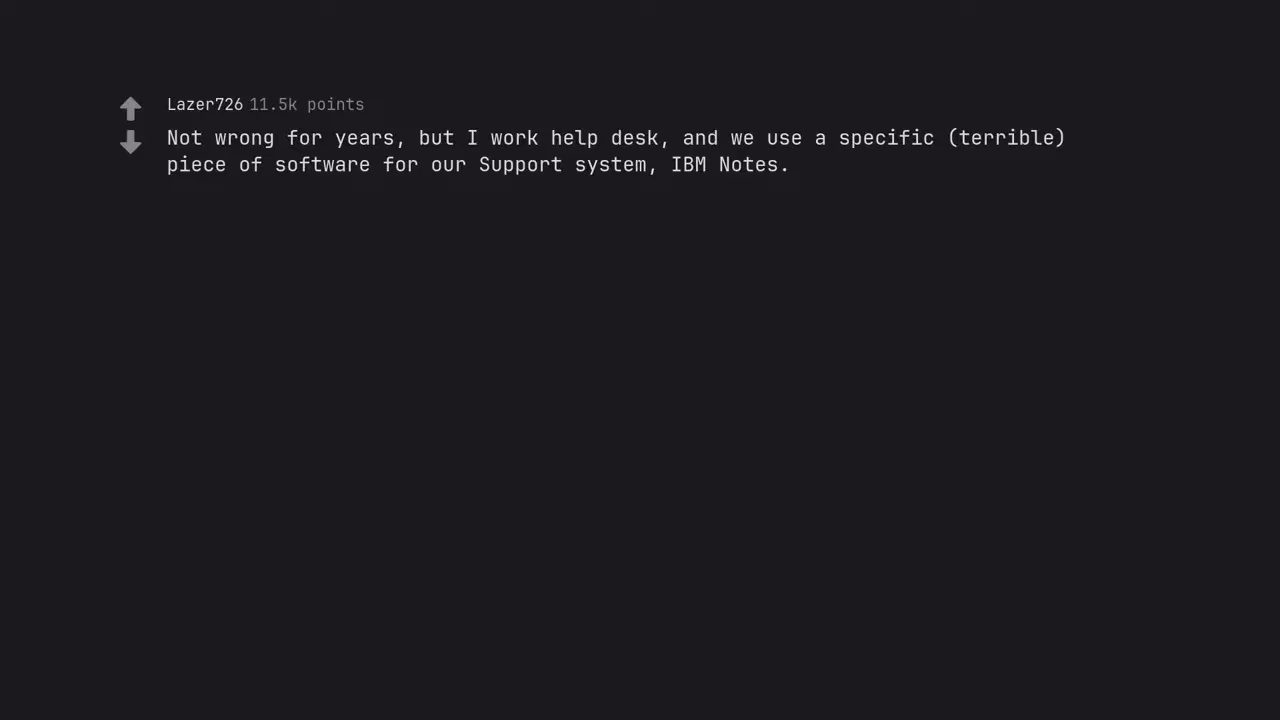 Lazer726 11.5k points
Not wrong for years, but I work help desk, and we use a specific (terrible)
piece of software for our Support system, IBM Notes.